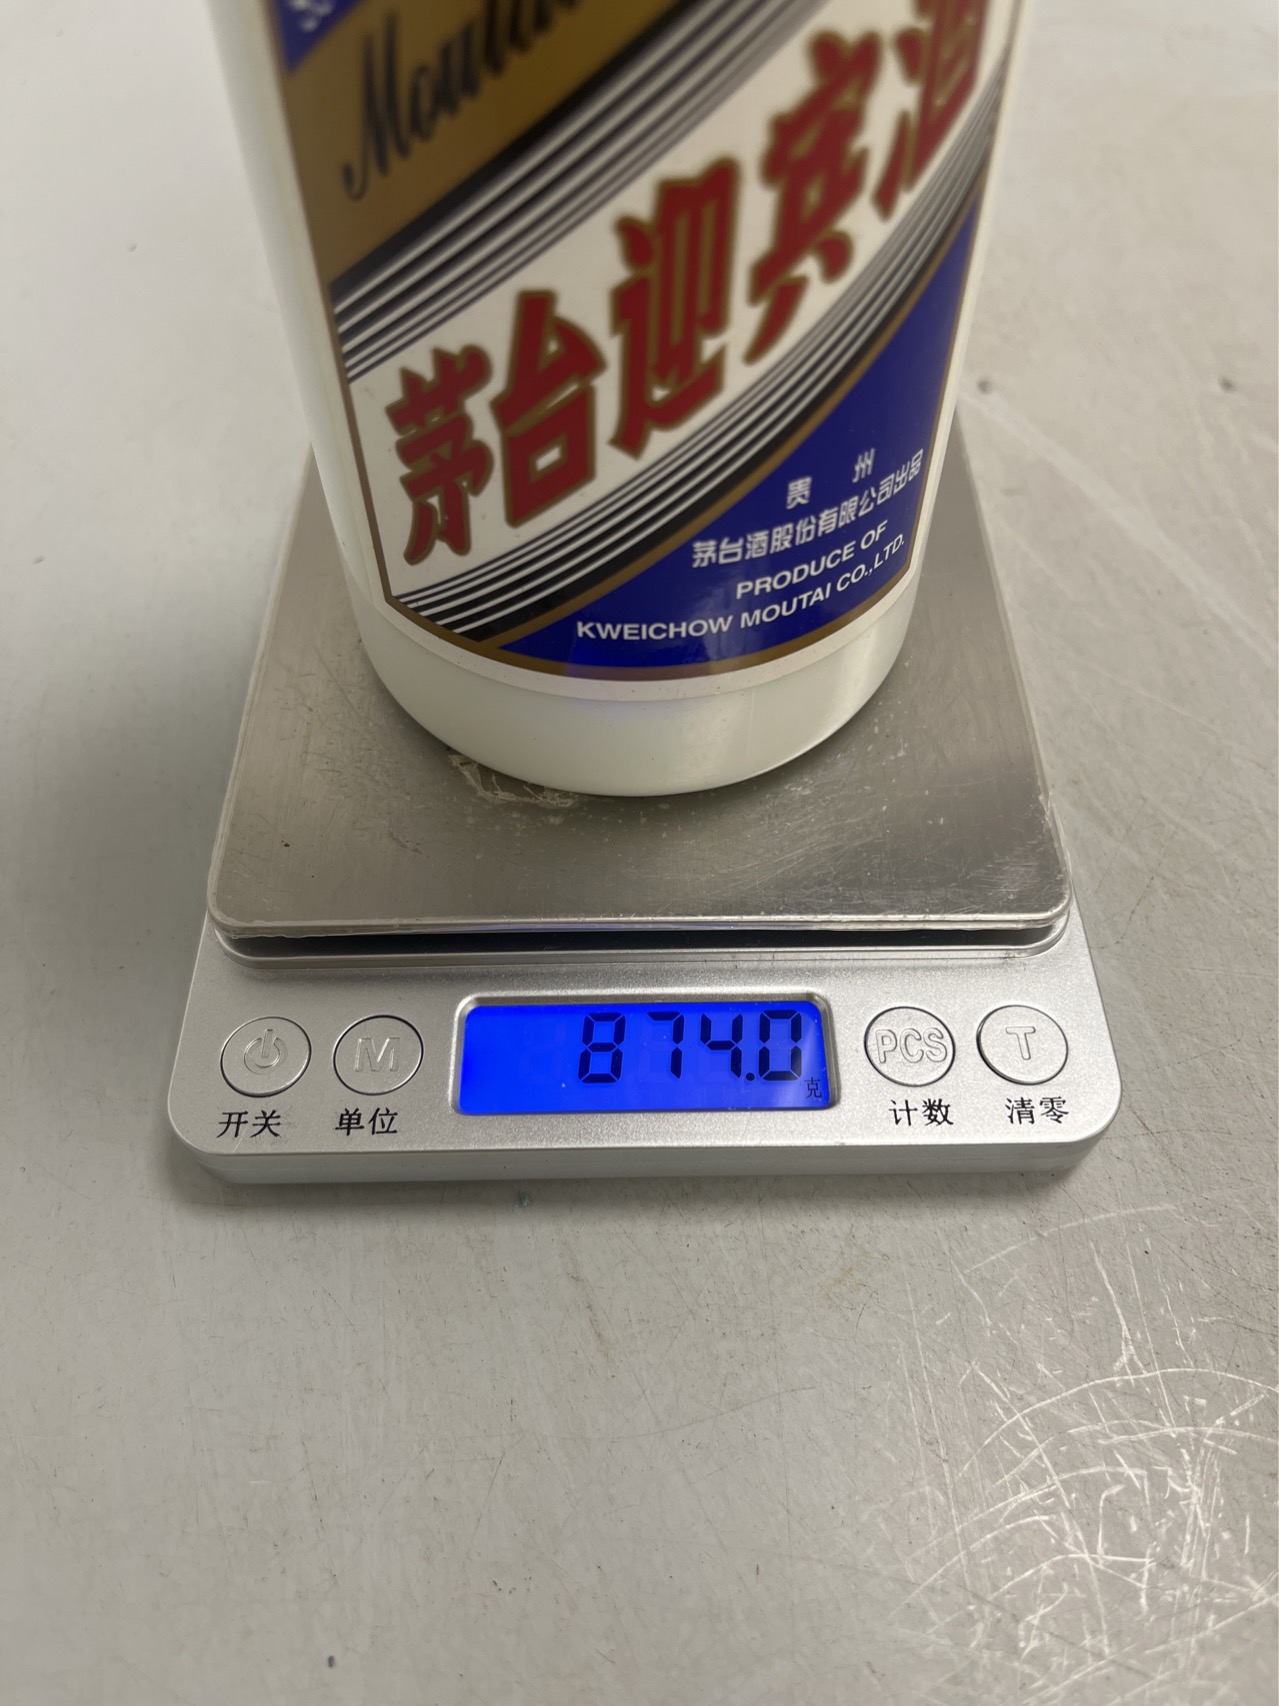 Moutai
茅台迎宾酒
贵州
茅台酒股份有限公司出品
PRODUCE OF
KWEICHOW MOUTAI CO.,LTD.
874.0
克
M
PCS
T
开关
单位
计数
清零